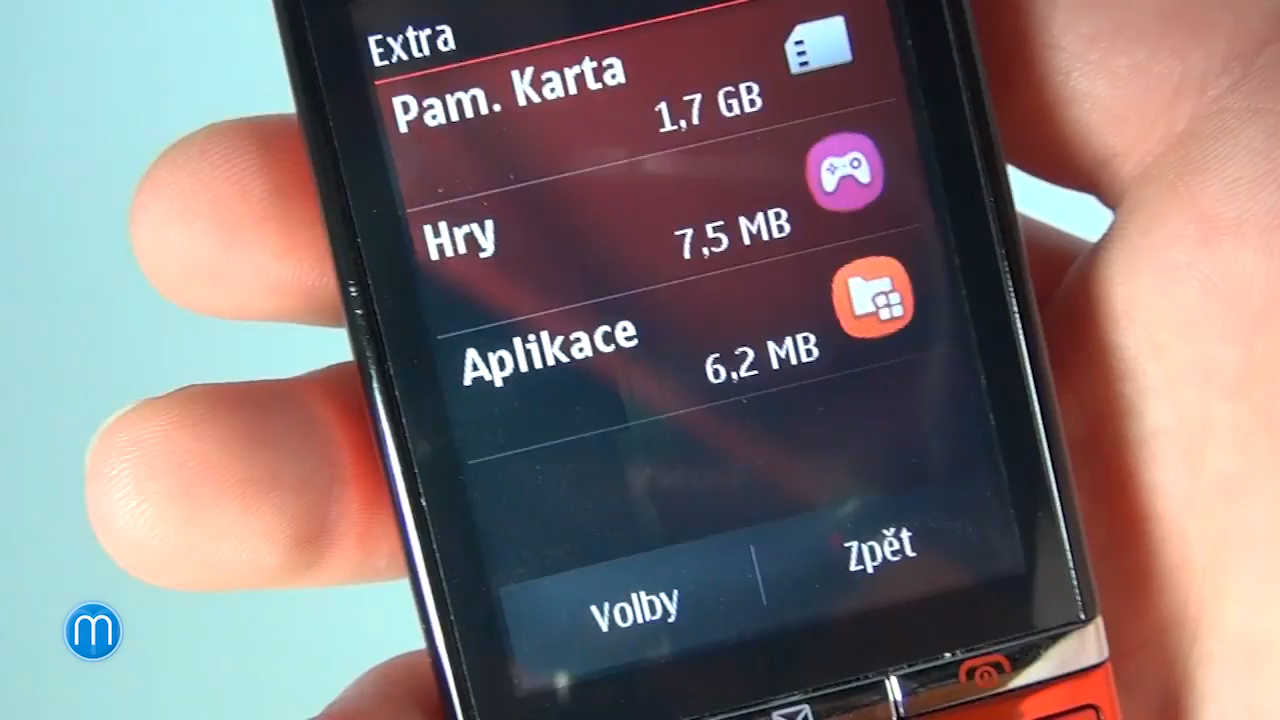 Extra
Pam. Karta
1,7 GB
Hry
7,5 MB
Aplikace
6,2 MB
Volby
Zpět
m